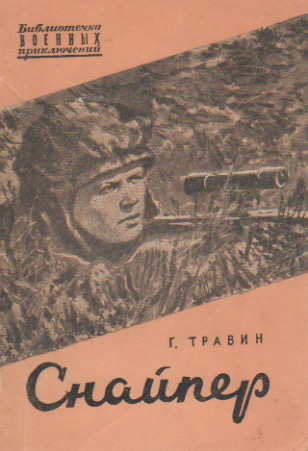 Библиотечка
ВОЕННЫХ
приключений
Г. ТРАВИН
Снайпер